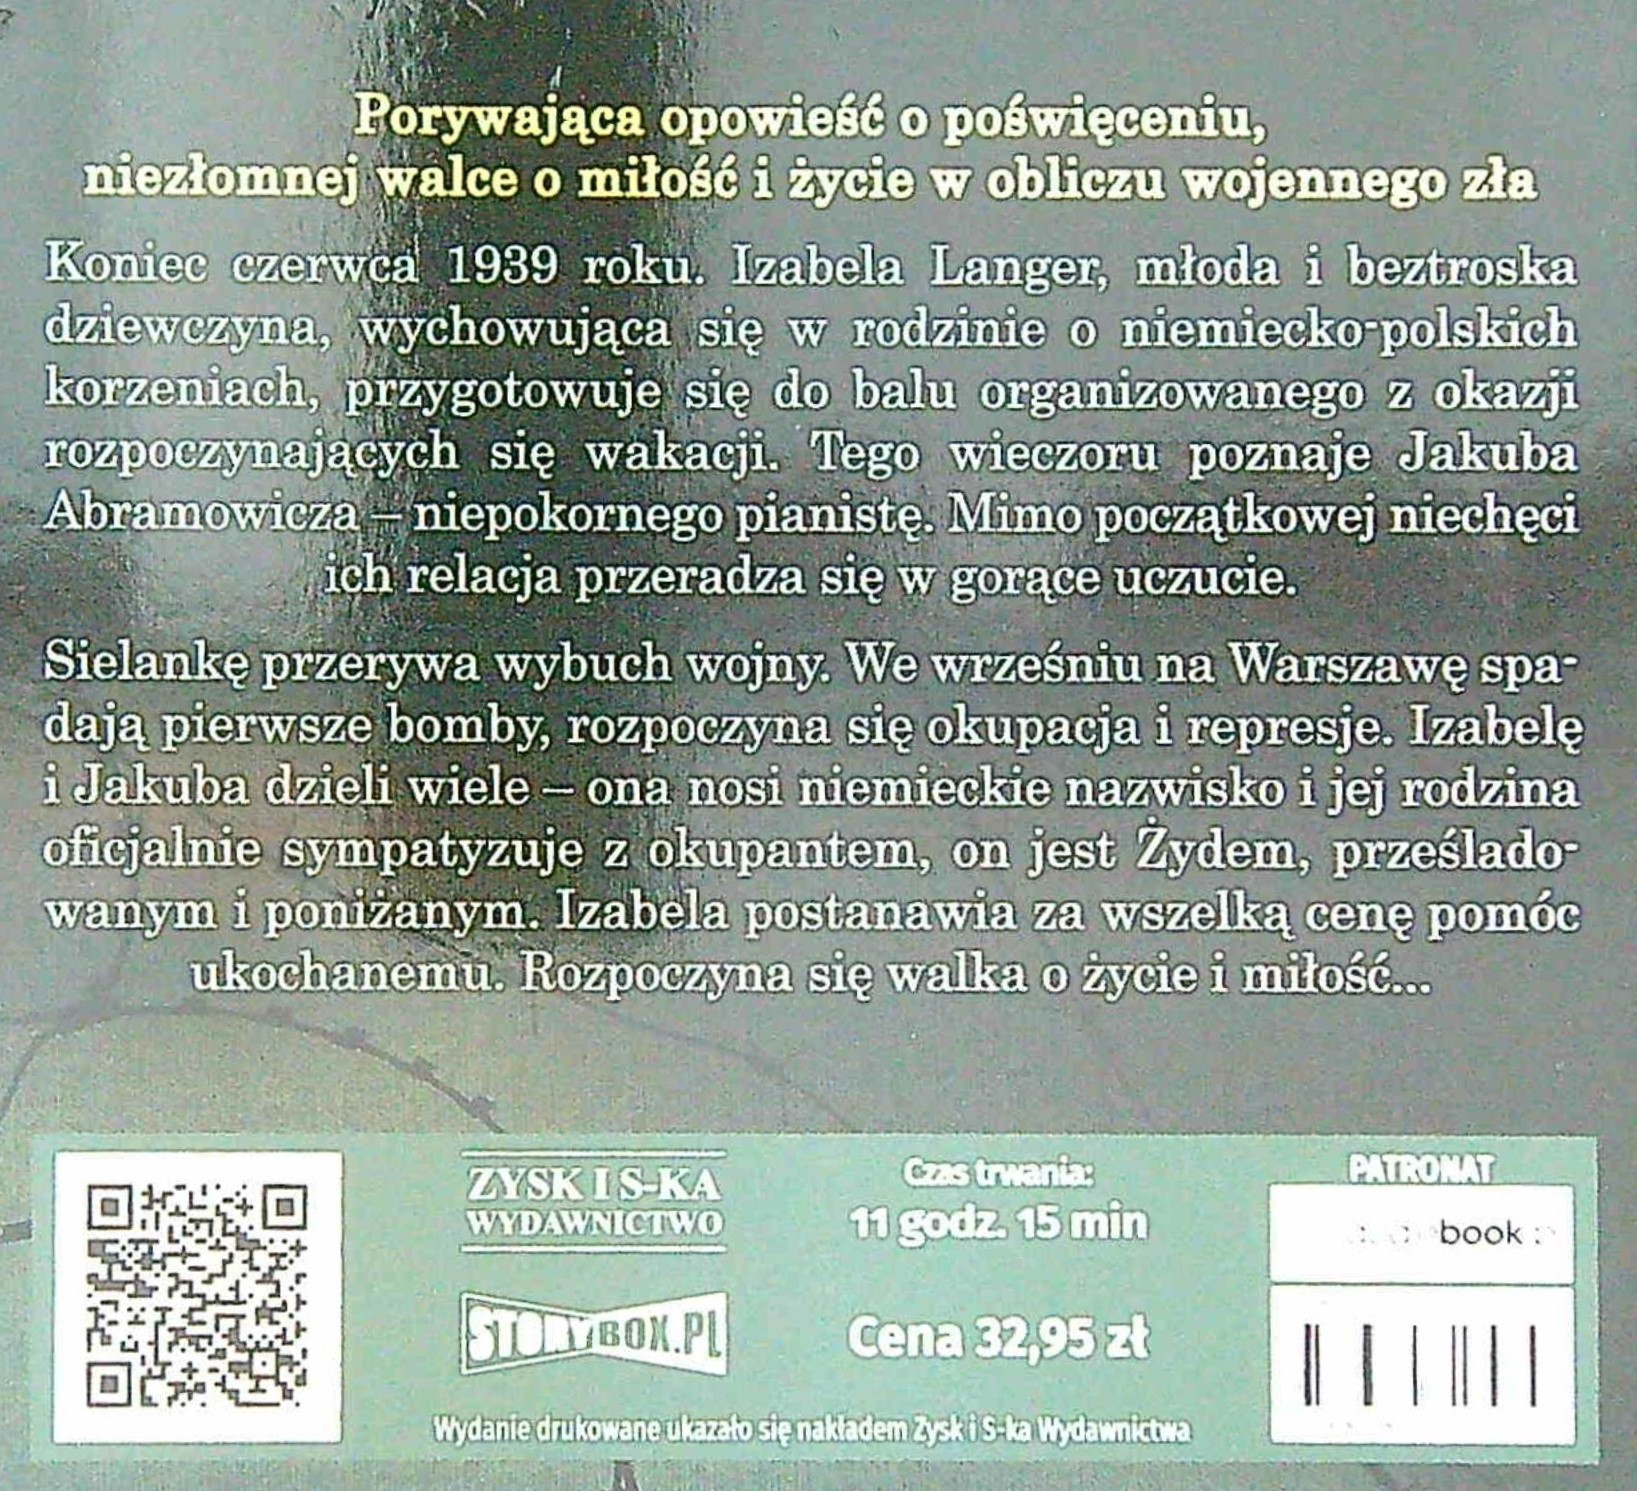 Porywająca opowieść o poświęceniu,
niezłomnej walce o miłość i życie w obliczu wojennego zła
Koniec czerwca 1939 roku. Izabela Langer, młoda i beztroska
dziewczyna, wychowująca się w rodzinie o niemiecko-polskich
korzeniach, przygotowuje się do balu organizowanego z okazji
rozpoczynających się wakacji. Tego wieczoru poznaje Jakuba
Abramowicza – niepokornego pianistę. Mimo początkowej niechęci
ich relacja przeradza się w gorące uczucie.
Sielankę przerywa wybuch wojny. We wrześniu na Warszawę spa-
dają pierwsze bomby, rozpoczyna się okupacja i represje. Izabelę
i Jakuba dzieli wiele – ona nosi niemieckie nazwisko i jej rodzina
oficjalnie sympatyzuje z okupantem, on jest Żydem, prześlado-
wanym i poniżanym. Izabela postanawia za wszelką cenę pomóc
ukochanemu. Rozpoczyna się walka o życie i miłość...
ZYSK I S-KA
WYDAWNICTWO
STORYBOX.PL
Czas trwania:
11 godz. 15 min
Cena 32,95 zł
Wydanie drukowane ukazało się nakładem Zysk i S-ka Wydawnictwa
PATRONAT
book